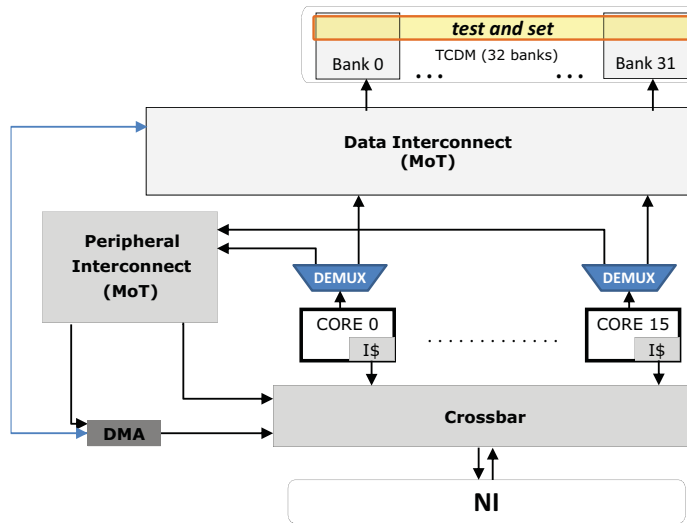 test and set
TCDM (32 banks)
Bank 0
... ...
Bank 31
Data Interconnect
(MoT)
Peripheral
Interconnect
(MoT)
DEMUX
DEMUX
CORE 0
CORE 15
I$
. . . . . . . . . . . . .
I$
Crossbar
DMA
NI